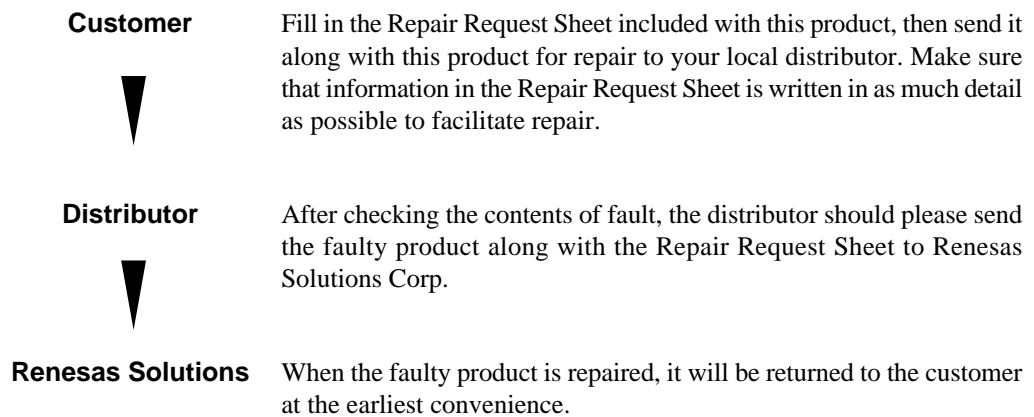 Customer
Fill in the Repair Request Sheet included with this product, then send it
along with this product for repair to your local distributor. Make sure
that information in the Repair Request Sheet is written in as much detail
as possible to facilitate repair.
Distributor
After checking the contents of fault, the distributor should please send
the faulty product along with the Repair Request Sheet to Renesas
Solutions Corp.
Renesas Solutions
When the faulty product is repaired, it will be returned to the customer
at the earliest convenience.